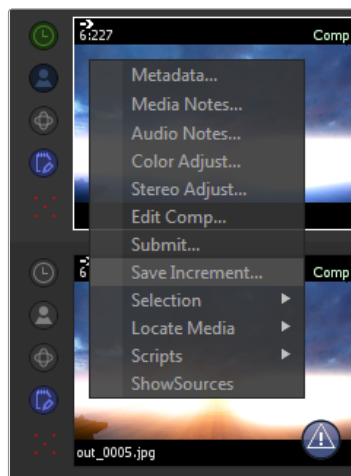 6:227 Comp
Metadata...
Media Notes...
Audio Notes...
Color Adjust...
Stereo Adjust...
Edit Comp...
Submit...
Save Increment...
6 Comp
Selection
Locate Media
Scripts
ShowSources
out_0005.jpg